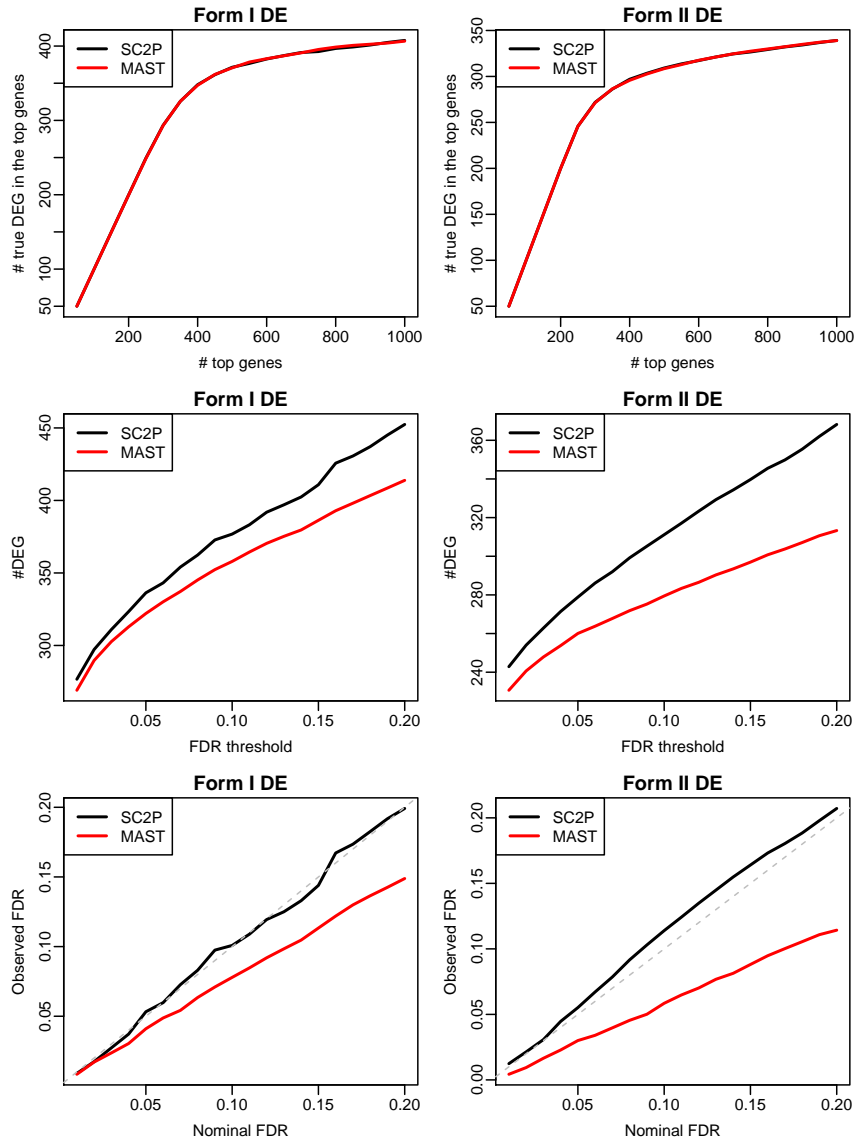 Form I DE
SC2P
MAST
# true DEG in the top genes
50
100
200
300
400
200
400
600
800
1000
# top genes
Form II DE
SC2P
MAST
# true DEG in the top genes
50
100
150
200
250
300
350
200
400
600
800
1000
# top genes
Form I DE
SC2P
MAST
#DEG
300
350
400
450
0.05
0.10
0.15
0.20
FDR threshold
Form II DE
SC2P
MAST
#DEG
240
280
320
360
0.05
0.10
0.15
0.20
FDR threshold
Form I DE
SC2P
MAST
Observed FDR
0.05
0.10
0.15
0.20
0.05
0.10
0.15
0.20
Nominal FDR
Form II DE
SC2P
MAST
Observed FDR
0.00
0.05
0.10
0.15
0.20
0.05
0.10
0.15
0.20
Nominal FDR